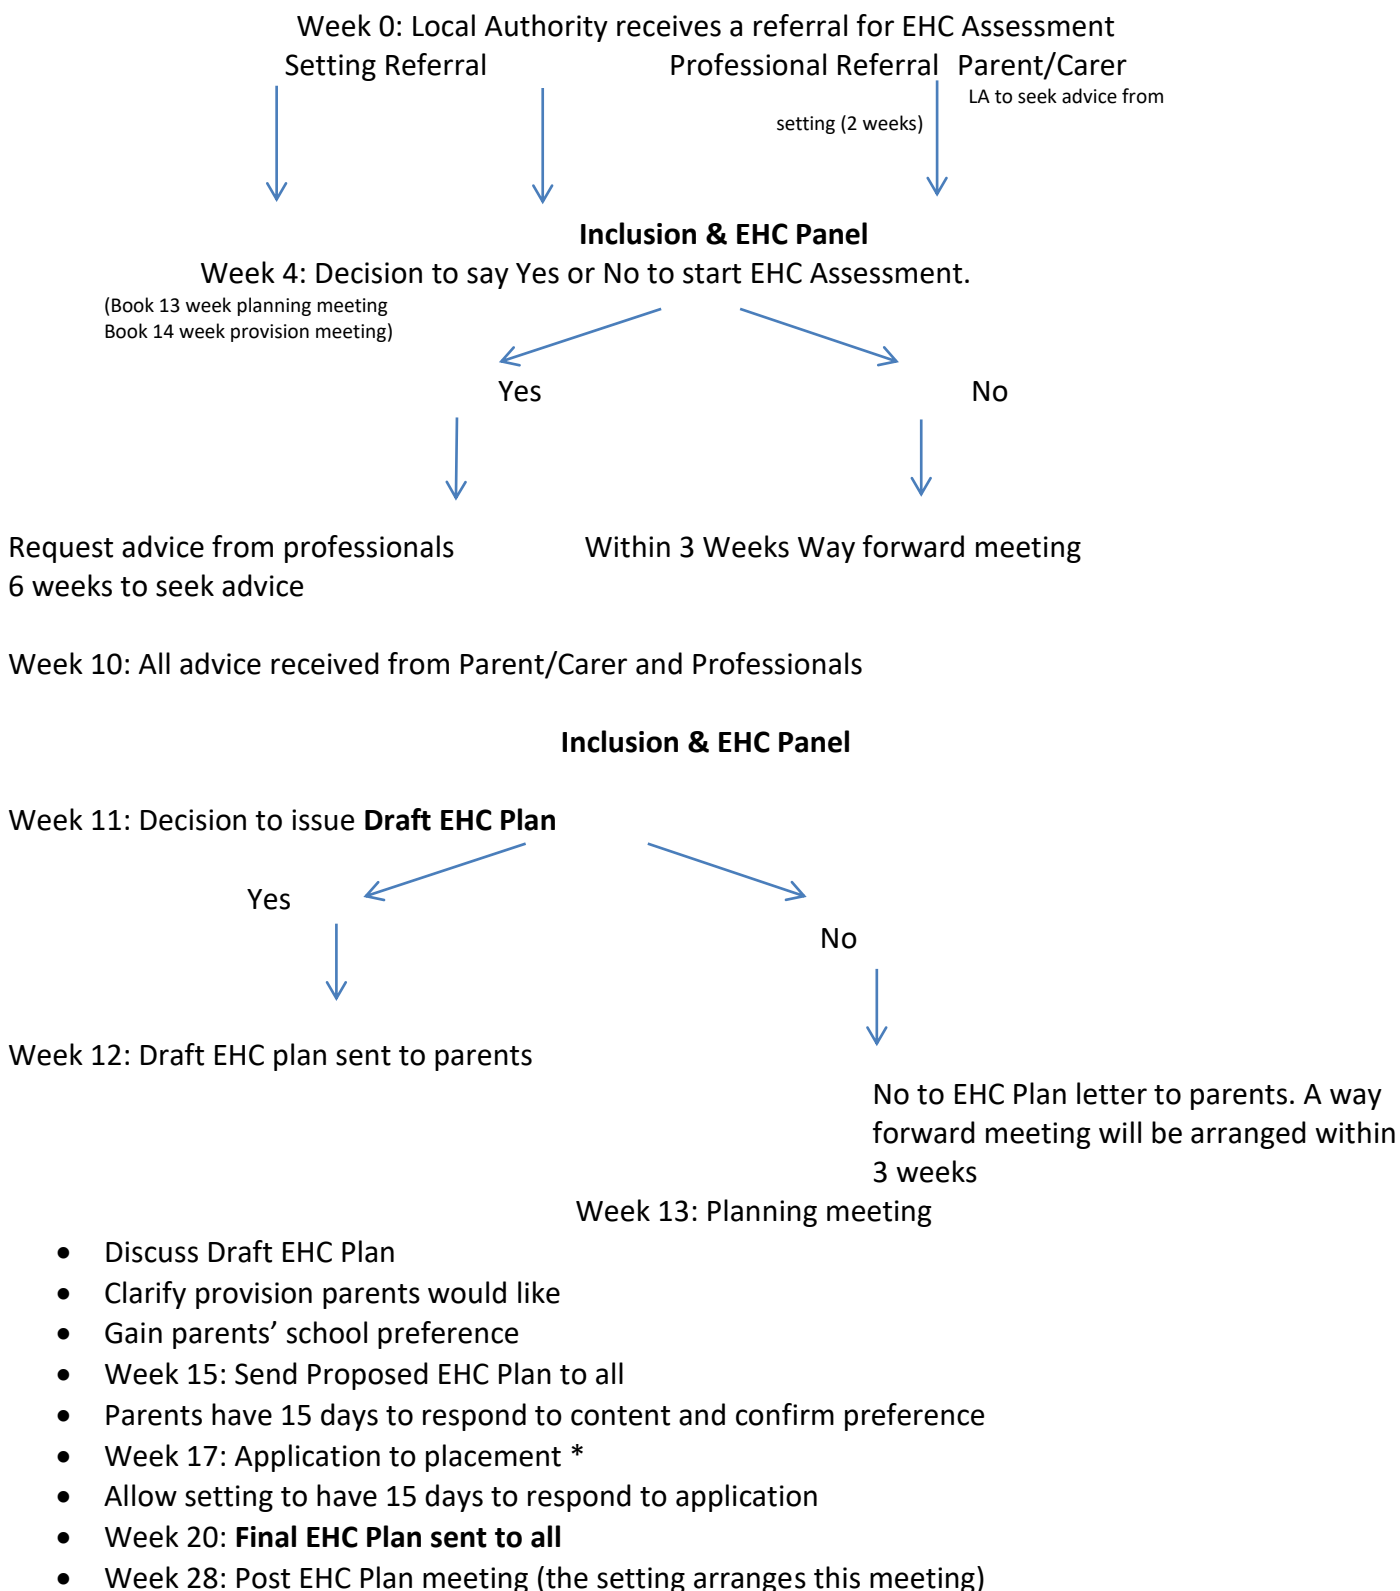 Week 0: Local Authority receives a referral for EHC Assessment
Setting Referral Professional Referral Parent/Carer
LA to seek advice from
setting (2 weeks)
Inclusion & EHC Panel
Week 4: Decision to say Yes or No to start EHC Assessment.
(Book 13 week planning meeting
Book 14 week provision meeting)
Yes No
Request advice from professionals Within 3 Weeks Way forward meeting
6 weeks to seek advice
Week 10: All advice received from Parent/Carer and Professionals
Inclusion & EHC Panel
Week 11: Decision to issue Draft EHC Plan
Yes
No
Week 12: Draft EHC plan sent to parents
No to EHC Plan letter to parents. A way
forward meeting will be arranged within
3 weeks
Week 13: Planning meeting
• Discuss Draft EHC Plan
• Clarify provision parents would like
• Gain parents’ school preference
• Week 15: Send Proposed EHC Plan to all
• Parents have 15 days to respond to content and confirm preference
• Week 17: Application to placement *
• Allow setting to have 15 days to respond to application
• Week 20: Final EHC Plan sent to all
• Week 28: Post EHC Plan meeting (the setting arranges this meeting)